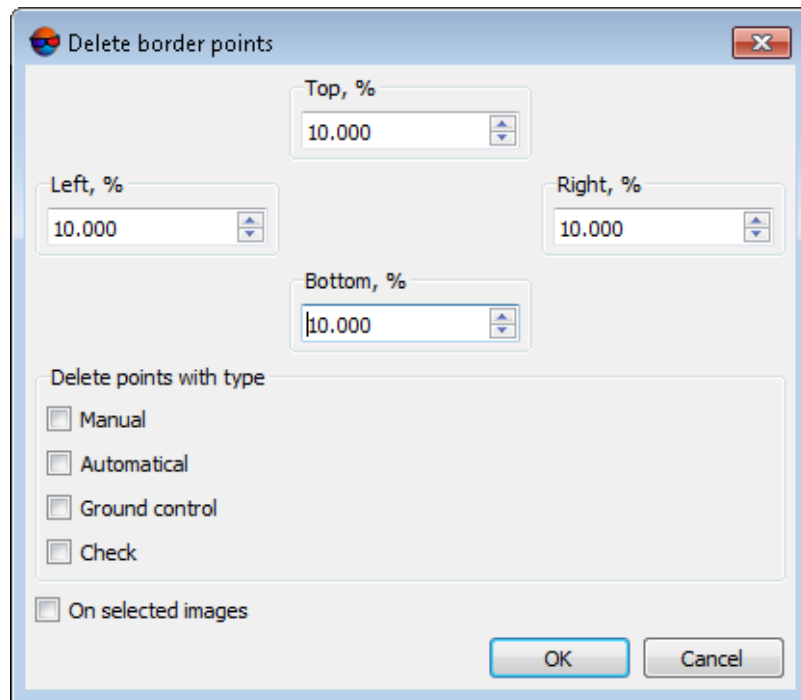 Delete border points
Top, %
10.000
Left, %
10.000
Right, %
10.000
Bottom, %
10.000
Delete points with type
Manual
Automatical
Ground control
Check
On selected images
OK
Cancel